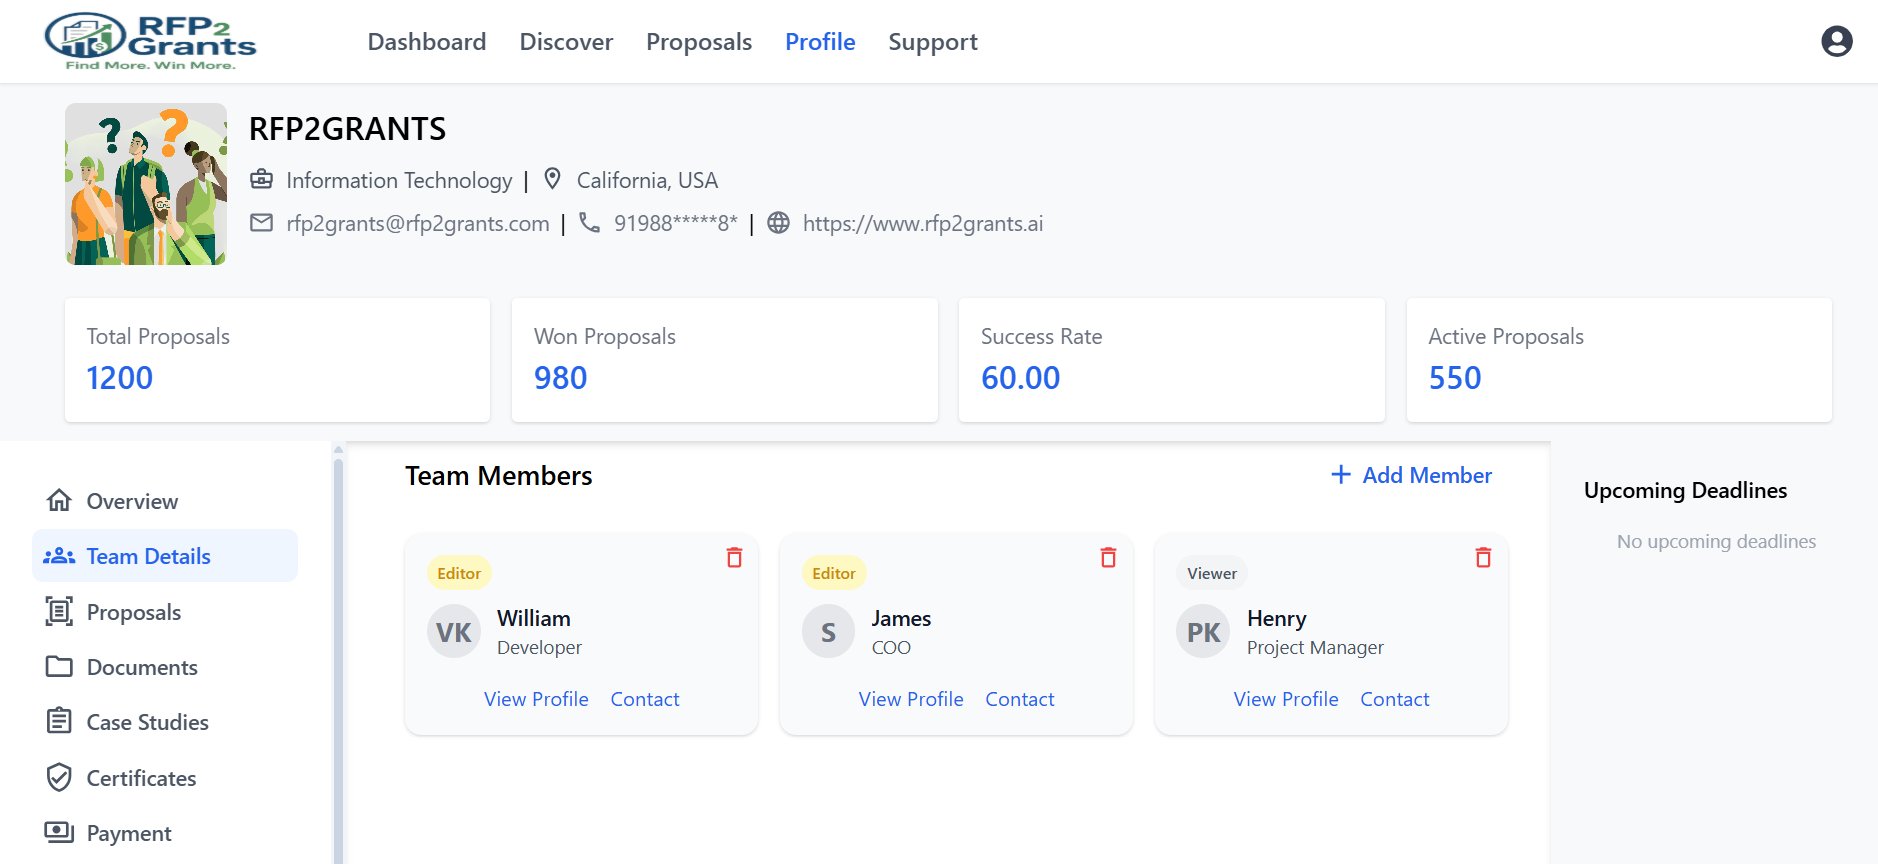 RFP2
Grants
Find More. Win More.
Dashboard Discover Proposals Profile Support
? ?
RFP2GRANTS
Information Technology | California, USA
rfp2grants@rfp2grants.com | 91988*****8* | https://www.rfp2grants.ai
Total Proposals
1200
Won Proposals
980
Success Rate
60.00
Active Proposals
550
Overview
Team Details
Proposals
Documents
Case Studies
Certificates
Payment
Team Members
+ Add Member
Editor
VK
William
Developer
View Profile Contact
Editor
S
James
COO
View Profile Contact
Viewer
PK
Henry
Project Manager
View Profile Contact
Upcoming Deadlines
No upcoming deadlines